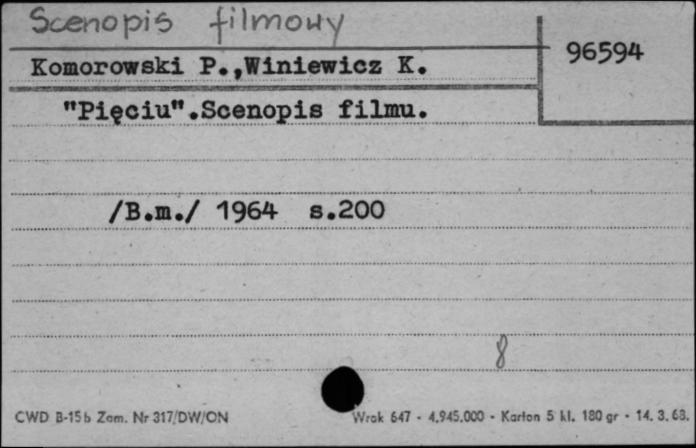 Scenopis filmowy
96594
Komorowski P.,Winiewicz K.
"Pięciu".Scenopis filmu.
/B.m./ 1964 s.200
8
CWD B-15b Zam. Nr 317/DW/ON
Wrak 647 - 4.945.000 - Karton 5 kl. 180 gr - 14. 3. 63.